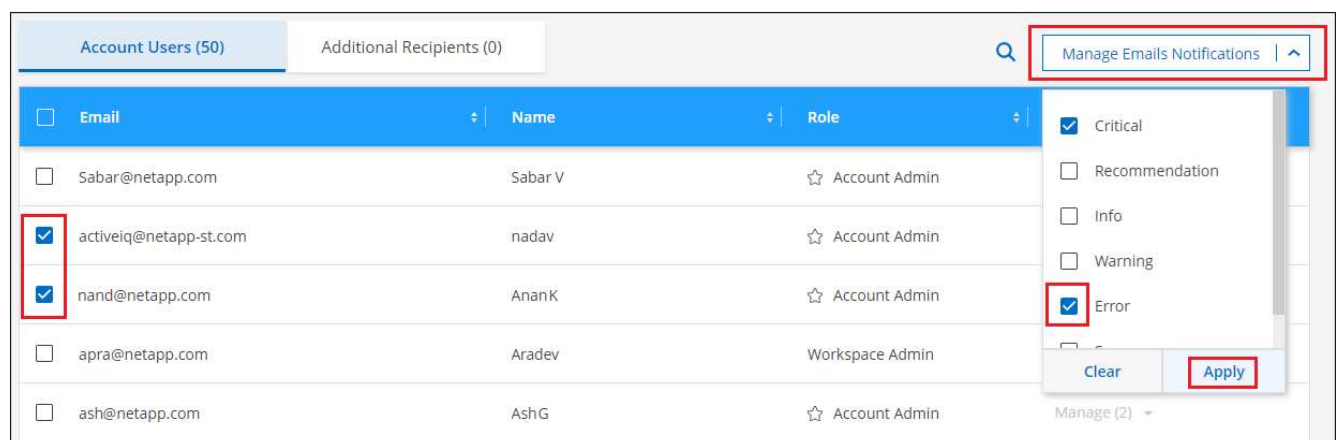 Account Users (50)
Additional Recipients (0)
Manage Emails Notifications
Email
Name
Role
Critical
Sabar@netapp.com
Sabar V
Account Admin
Recommendation
Info
activeiq@netapp-st.com
nadav
Account Admin
Warning
nand@netapp.com
AnanK
Account Admin
Error
apra@netapp.com
Aradev
Workspace Admin
Clear
Apply
ash@netapp.com
AshG
Account Admin
Manage (2)